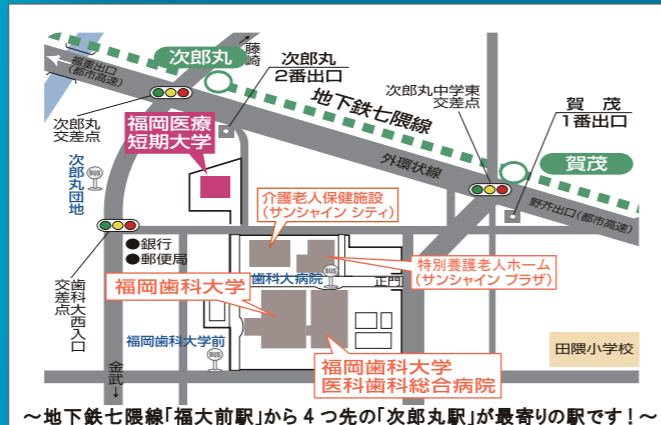 福重出口
(都市高速)
藤崎
次郎丸
次郎丸
2番出口
地下鉄七隈線
次郎丸中学東
交差点
賀 茂
1番出口
次郎丸
交差点
福岡医療
短期大学
外環状線
賀茂
野芥出口(都市高速)
次郎丸団地
BUS
介護老人保健施設
(サンシャイン シティ)
●銀行
●郵便局
歯科大西入口
交差点
福岡歯科大学
歯科大病院
BUS
正門
特別養護老人ホーム
(サンシャイン プラザ)
福岡歯科大学前
BUS
福岡歯科大学
医科歯科総合病院
田隈小学校
金武→
~地下鉄七隈線「福大前駅」から 4 つ先の「次郎丸駅」が最寄りの駅です!~